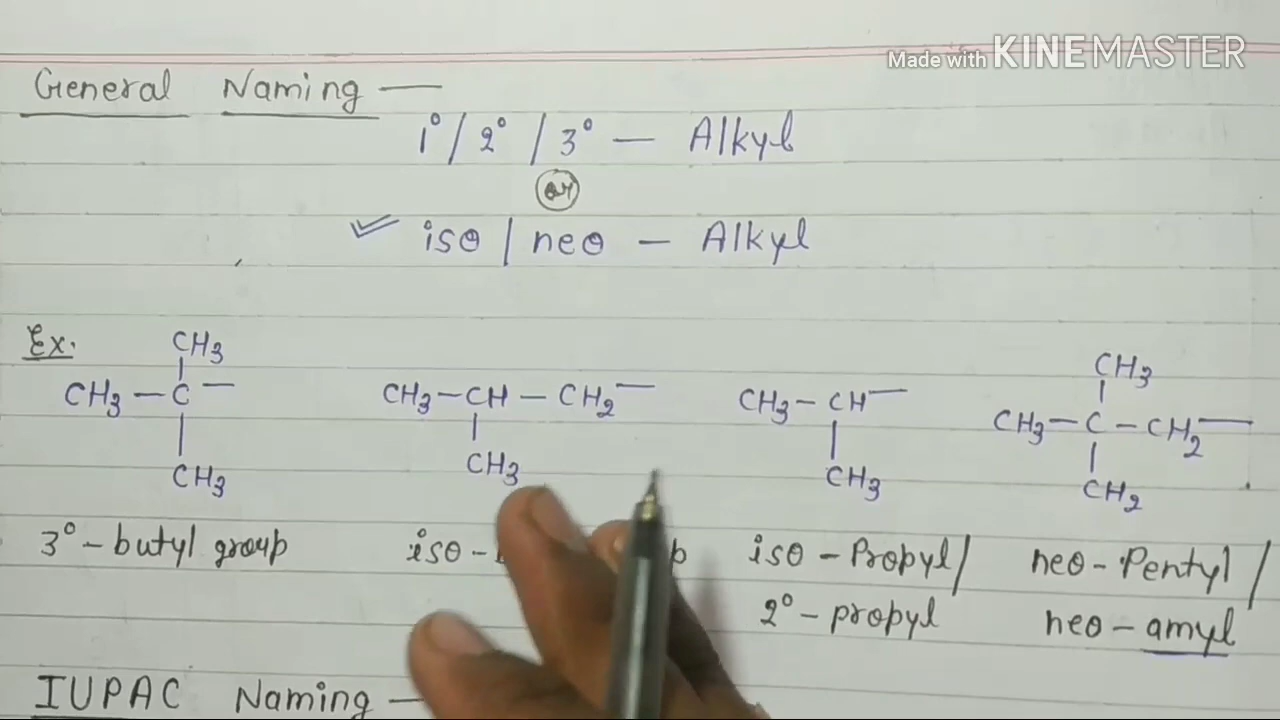 Made with KINEMASTER
General Naming —
1° / 2° / 3° — Alkyl
or
iso / neo — Alkyl
Ex.
CH3 CH3
CH3 — C — CH3 — CH — CH2 — CH3 — CH — CH3 — C — CH2 —
CH3 CH3 CH3 CH2
3° - butyl group iso - iso - Propyl / neo - Pentyl /
2° - propyl neo - amyl
IUPAC Naming —